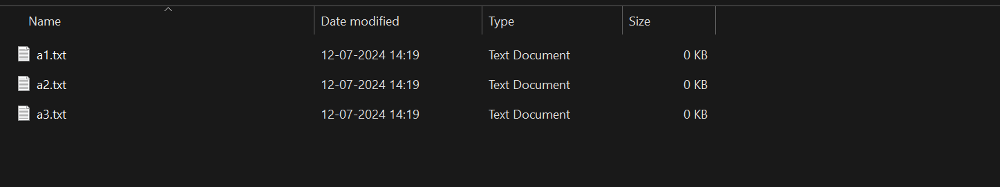 Name Date modified Type Size
a1.txt 12-07-2024 14:19 Text Document 0 KB
a2.txt 12-07-2024 14:19 Text Document 0 KB
a3.txt 12-07-2024 14:19 Text Document 0 KB